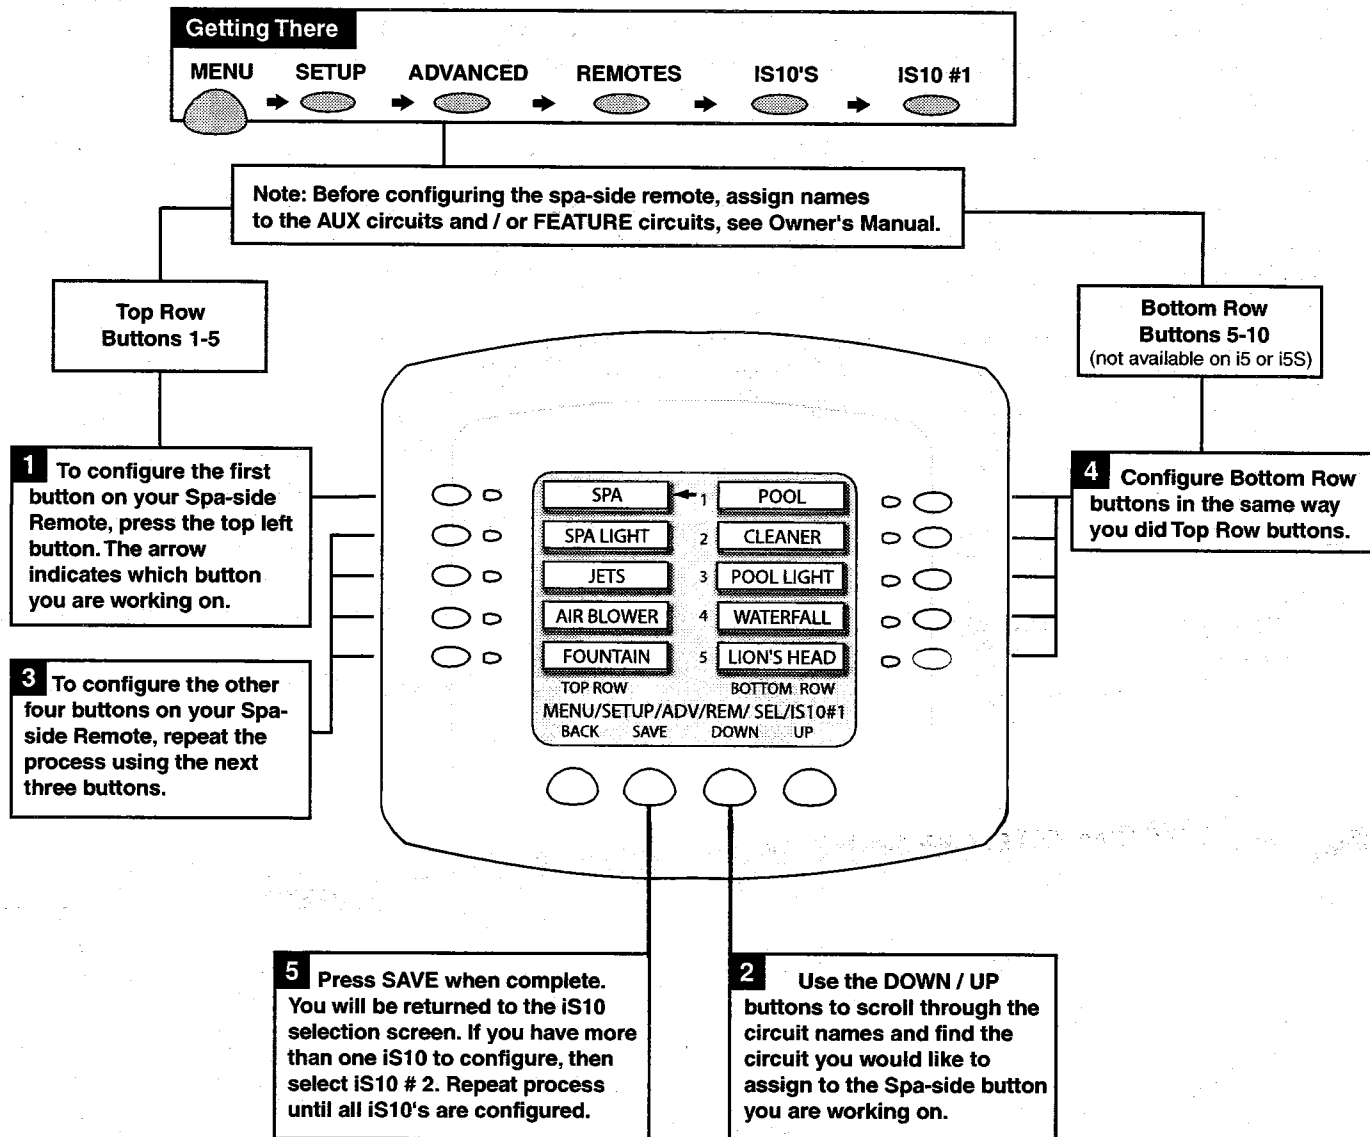 Getting There
MENU SETUP ADVANCED REMOTES IS10'S IS10 #1
Note: Before configuring the spa-side remote, assign names
to the AUX circuits and / or FEATURE circuits, see Owner's Manual.
Top Row
Buttons 1-5
Bottom Row
Buttons 5-10
(not available on i5 or i5S)
1 To configure the first
button on your Spa-side
Remote, press the top left
button. The arrow
indicates which button
you are working on.
3 To configure the other
four buttons on your Spa-
side Remote, repeat the
process using the next
three buttons.
SPA 1 POOL
SPA LIGHT 2 CLEANER
JETS 3 POOL LIGHT
AIR BLOWER 4 WATERFALL
FOUNTAIN 5 LION'S HEAD
TOP ROW BOTTOM ROW
MENU/SETUP/ADV/REM/ SEL/IS10#1
BACK SAVE DOWN UP
4 Configure Bottom Row
buttons in the same way
you did Top Row buttons.
5 Press SAVE when complete.
You will be returned to the iS10
selection screen. If you have more
than one iS10 to configure, then
select iS10 # 2. Repeat process
until all iS10's are configured.
2 Use the DOWN / UP
buttons to scroll through the
circuit names and find the
circuit you would like to
assign to the Spa-side button
you are working on.